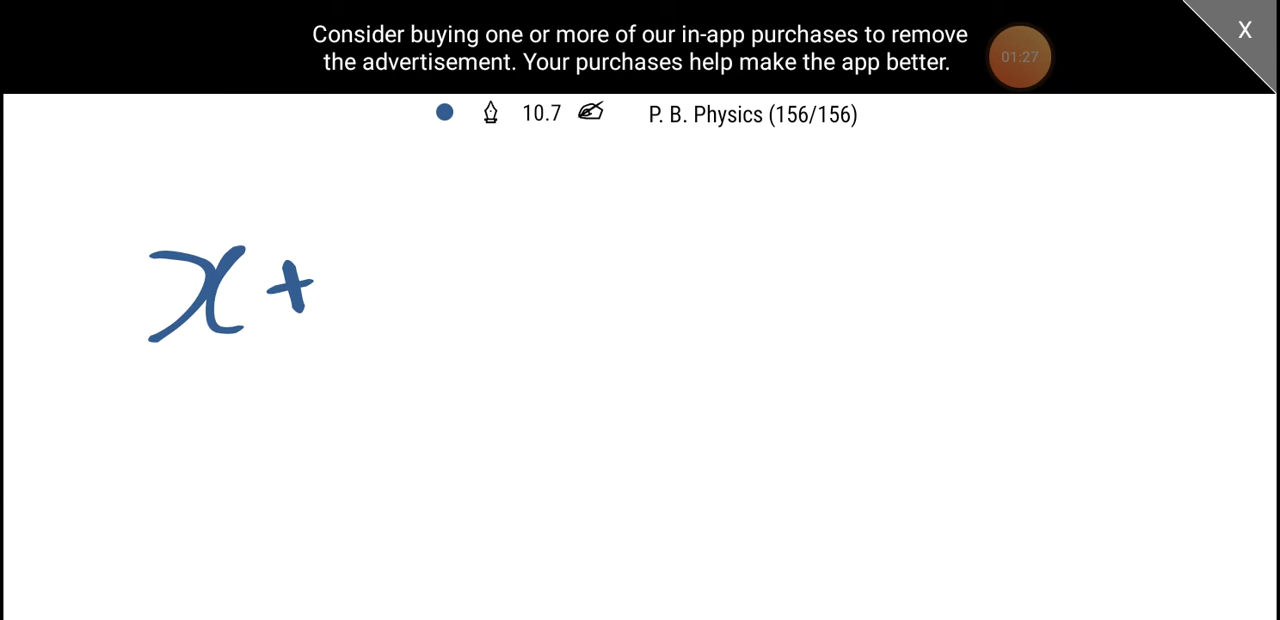 Consider buying one or more of our in-app purchases to remove
the advertisement. Your purchases help make the app better.
X
01:27
10.7
P. B. Physics (156/156)
x +